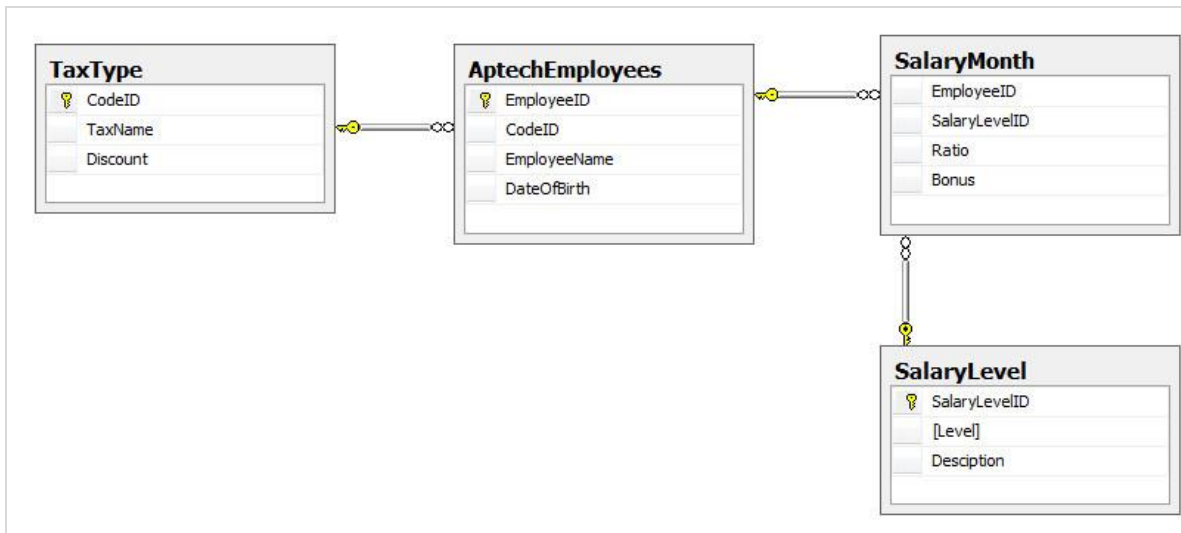 TaxType
CodeID
TaxName
Discount
AptechEmployees
EmployeeID
CodeID
EmployeeName
DateOfBirth
SalaryMonth
EmployeeID
SalaryLevelID
Ratio
Bonus
SalaryLevel
SalaryLevelID
[Level]
Desciption